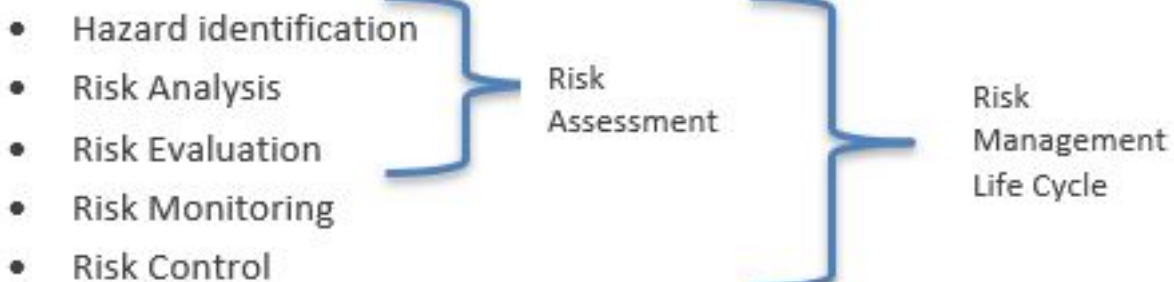 • Hazard identification
• Risk Analysis
• Risk Evaluation
• Risk Monitoring
• Risk Control
Risk
Assessment
Risk
Management
Life Cycle